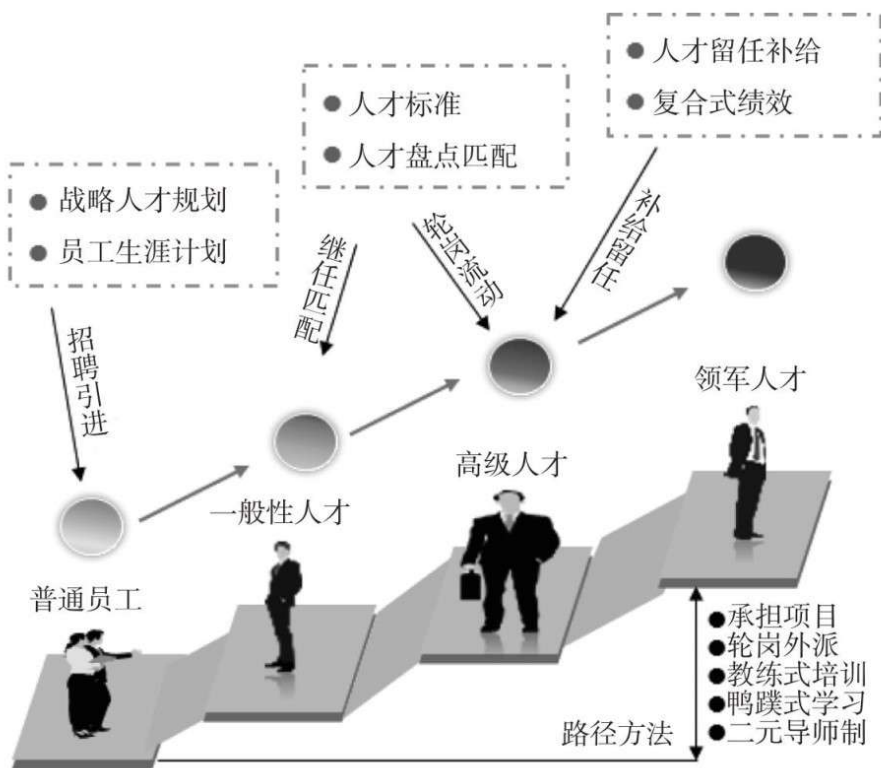 人才留任补给
复合式绩效
人才标准
人才盘点匹配
战略人才规划
员工生涯计划
招聘引进
继任匹配
轮岗流动
补给留任
领军人才
高级人才
一般性人才
普通员工
承担项目
轮岗外派
教练式培训
鸭蹼式学习
二元导师制
路径方法